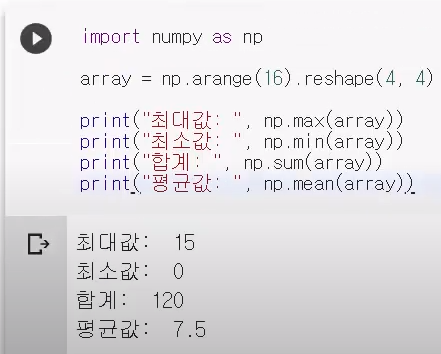 import numpy as np
array = np.arange(16).reshape(4, 4)
print("최대값: ", np.max(array))
print("최소값: ", np.min(array))
print("합계: ", np.sum(array))
print("평균값: ", np.mean(array))
최대값:  15
최소값:  0
합계:  120
평균값:  7.5